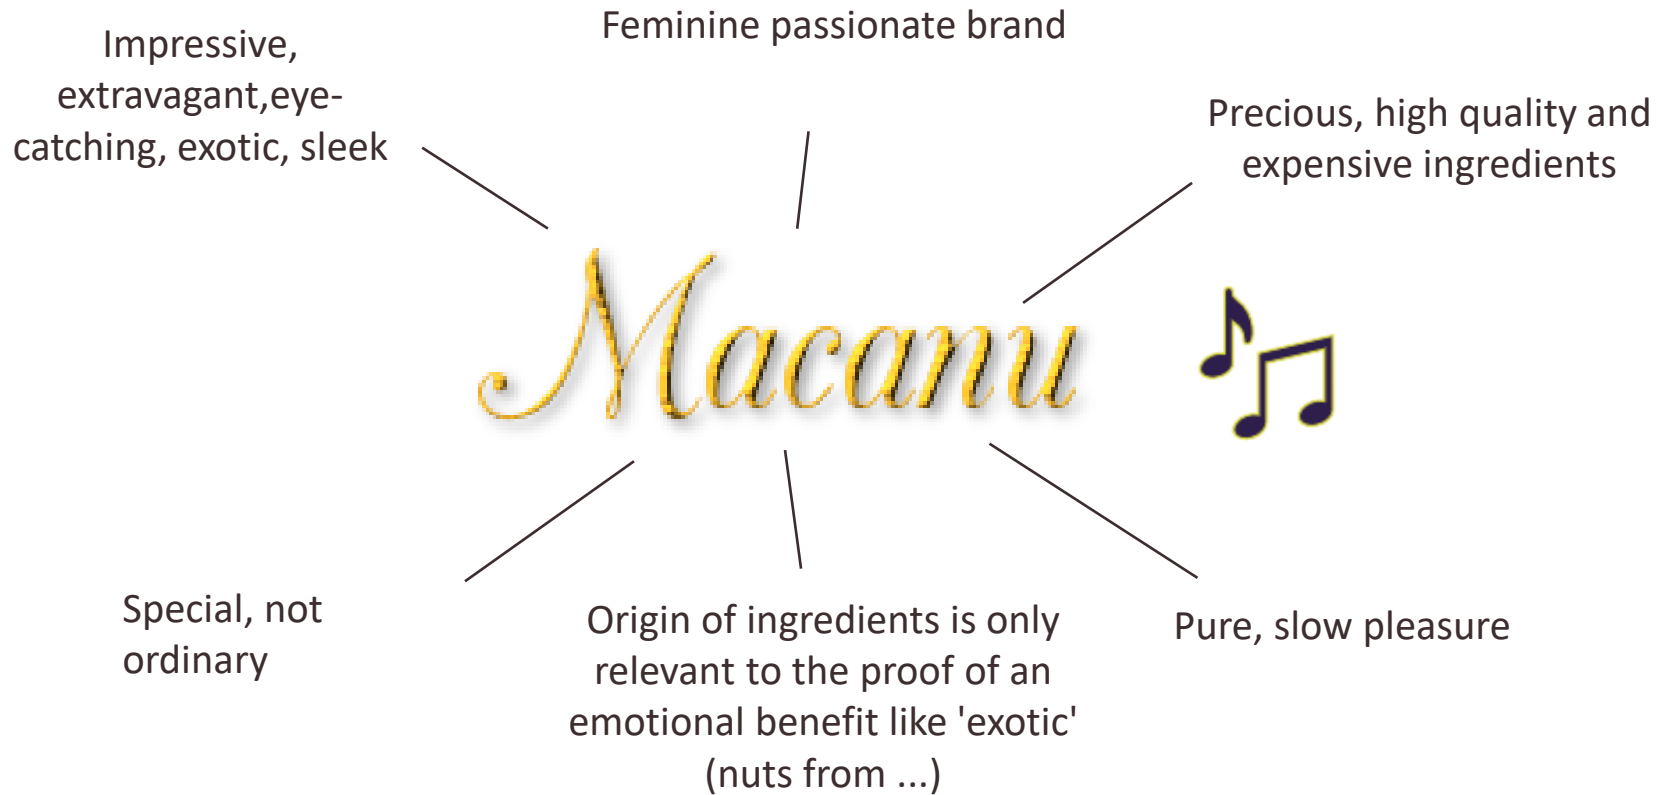 Feminine passionate brand
Impressive,
extravagant,eye-
catching, exotic, sleek
Precious, high quality and
expensive ingredients
Macanu
Special, not
ordinary
Origin of ingredients is only
relevant to the proof of an
emotional benefit like 'exotic'
(nuts from ...)
Pure, slow pleasure